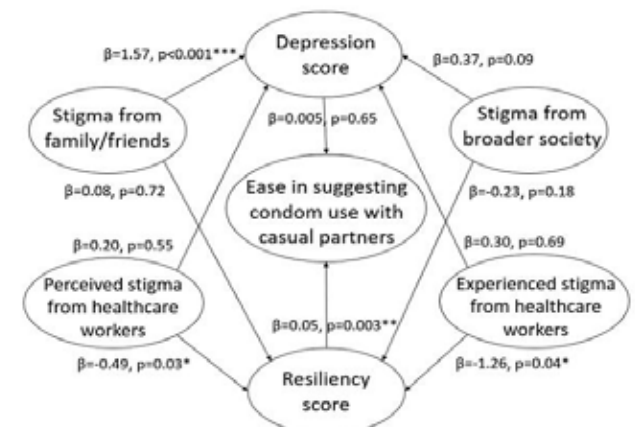 Depression
score
β=1.57, p<0.001***
β=0.37, p=0.09
Stigma from
family/friends
β=0.005, p=0.65
Stigma from
broader society
β=0.08, p=0.72
Ease in suggesting
condom use with
casual partners
β=-0.23, p=0.18
β=0.20, p=0.55
β=0.30, p=0.69
Perceived stigma
from healthcare
workers
Experienced stigma
from healthcare
workers
β=0.05, p=0.003**
β=-0.49, p=0.03*
β=-1.26, p=0.04*
Resiliency
score